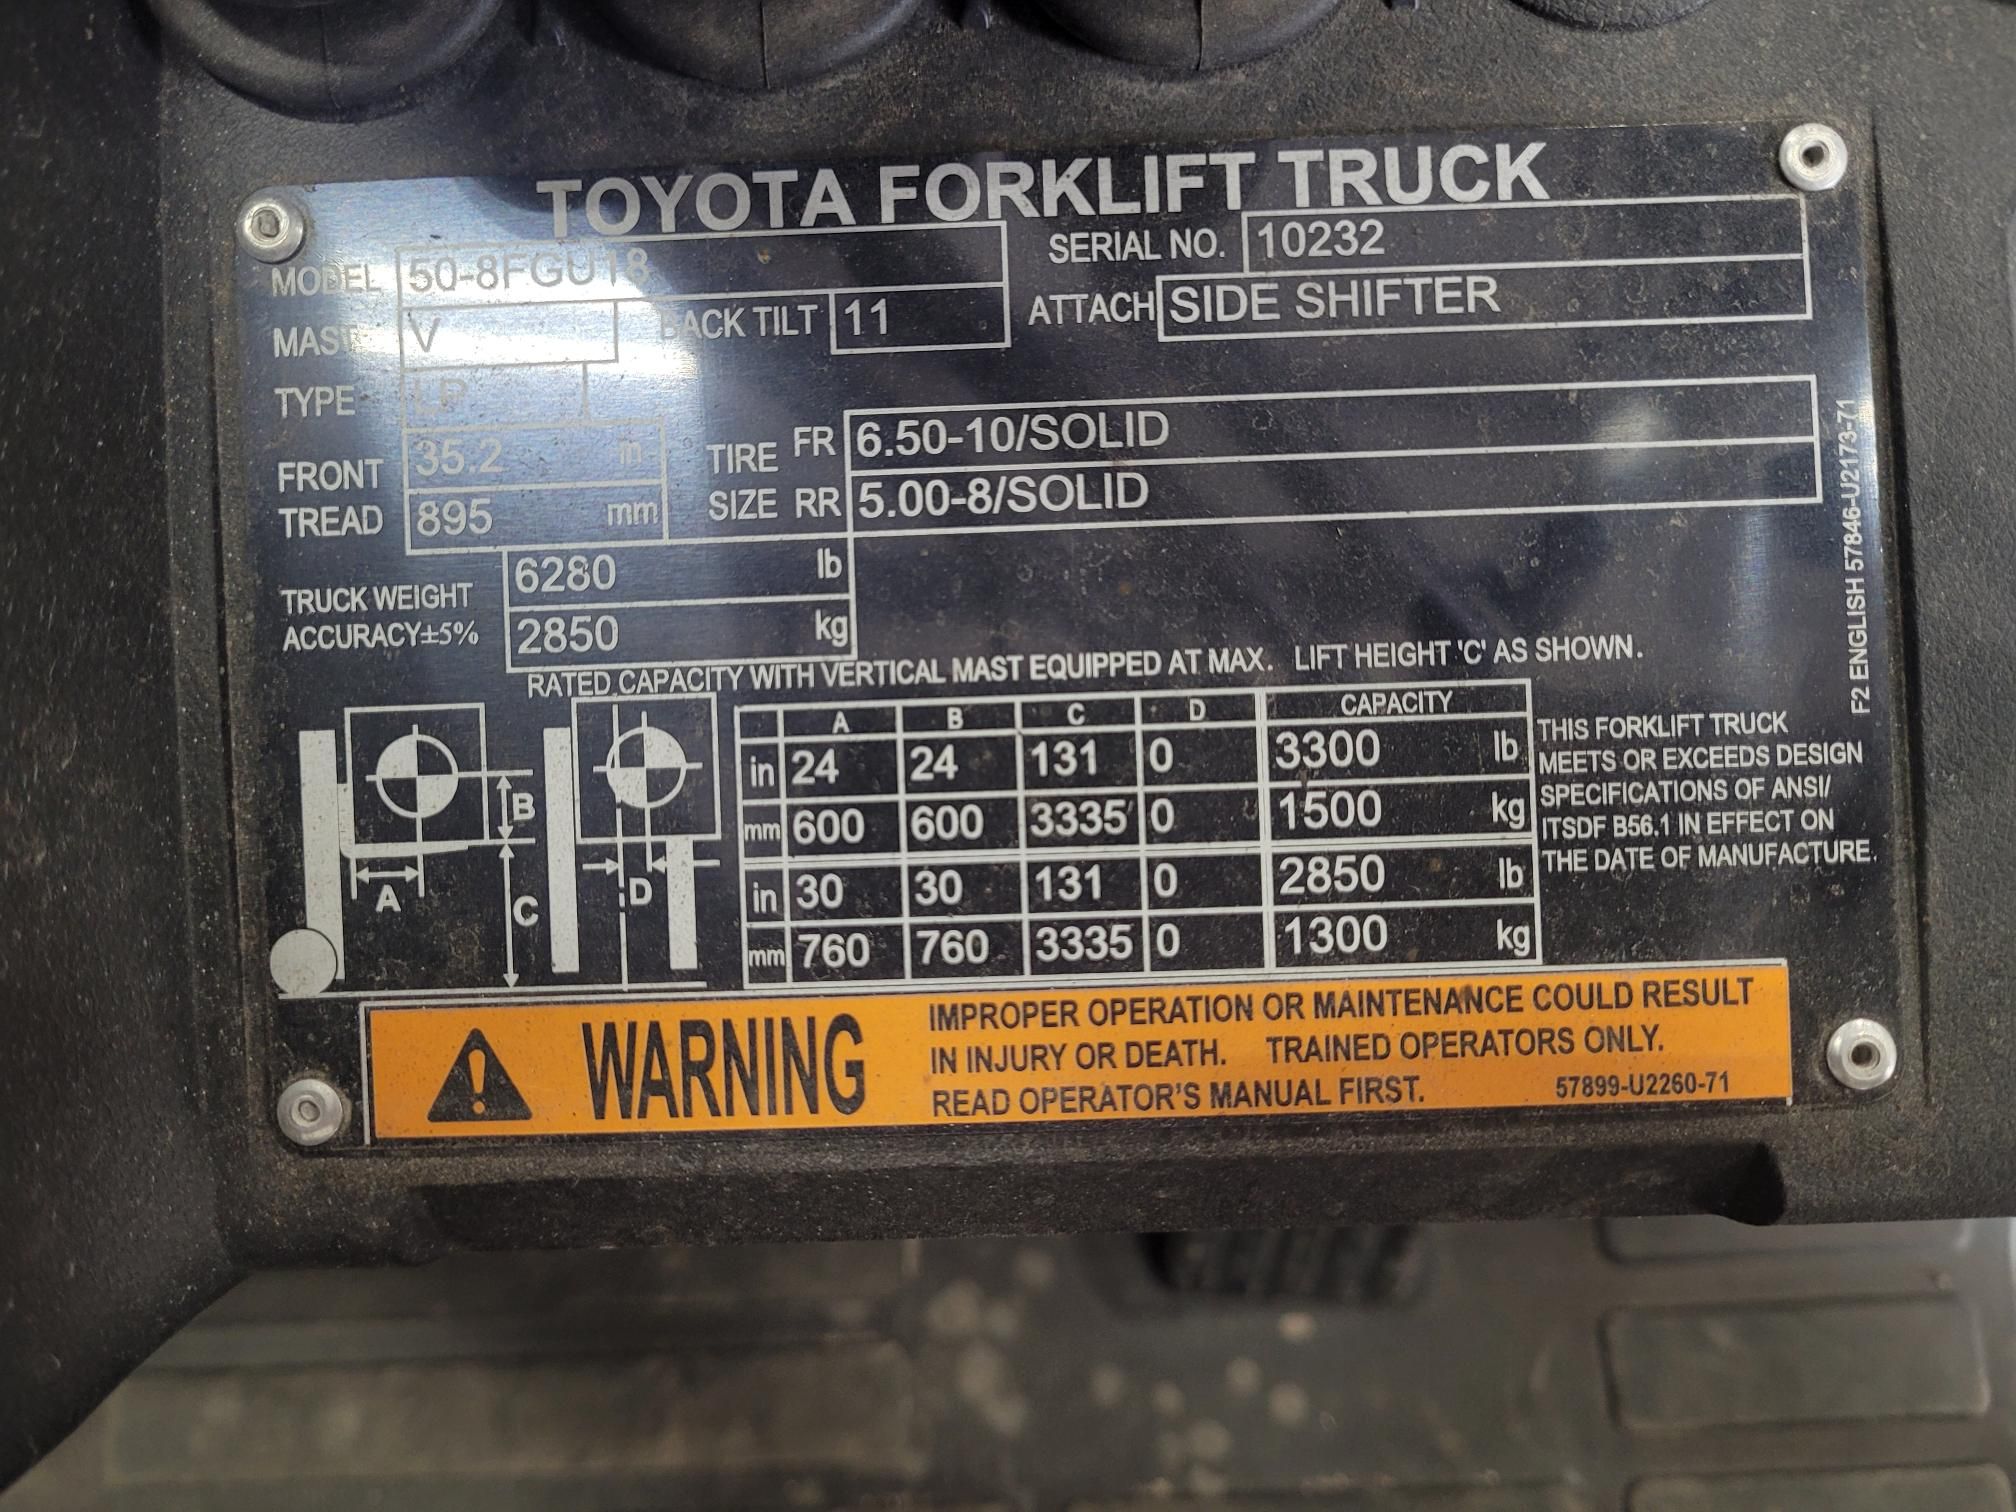 TOYOTA FORKLIFT TRUCK
MODEL 50-8FGU18 SERIAL NO. 10232
MAST V BACK TILT 11 ATTACH SIDE SHIFTER
TYPE LP
FRONT TREAD 35.2 in
895 mm
TIRE SIZE FR 6.50-10/SOLID
RR 5.00-8/SOLID
TRUCK WEIGHT 6280 lb
ACCURACY±5% 2850 kg
RATED CAPACITY WITH VERTICAL MAST EQUIPPED AT MAX. LIFT HEIGHT 'C' AS SHOWN.
A B C D CAPACITY
in 24 24 131 0 3300 lb
mm 600 600 3335 0 1500 kg
in 30 30 131 0 2850 lb
mm 760 760 3335 0 1300 kg
B
A
C
D
THIS FORKLIFT TRUCK
MEETS OR EXCEEDS DESIGN
SPECIFICATIONS OF ANSI/
ITSDF B56.1 IN EFFECT ON
THE DATE OF MANUFACTURE.
F2 ENGLISH 57846-U2173-71
WARNING
IMPROPER OPERATION OR MAINTENANCE COULD RESULT
IN INJURY OR DEATH. TRAINED OPERATORS ONLY.
READ OPERATOR'S MANUAL FIRST. 57899-U2260-71